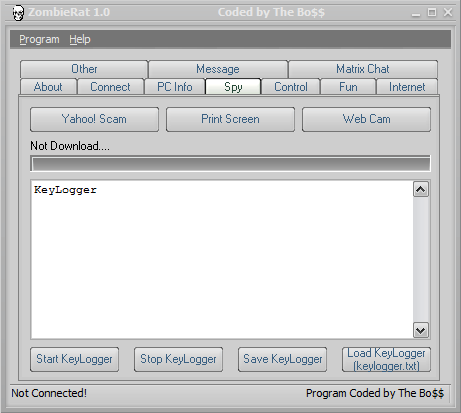 ZombieRat 1.0 Coded by The Bo$$
Program Help
Other Message Matrix Chat
About Connect PC Info Spy Control Fun Internet
Yahoo! Scam Print Screen Web Cam
Not Download....
KeyLogger
Start KeyLogger Stop KeyLogger Save KeyLogger Load KeyLogger
(keylogger.txt)
Not Connected! Program Coded by The Bo$$